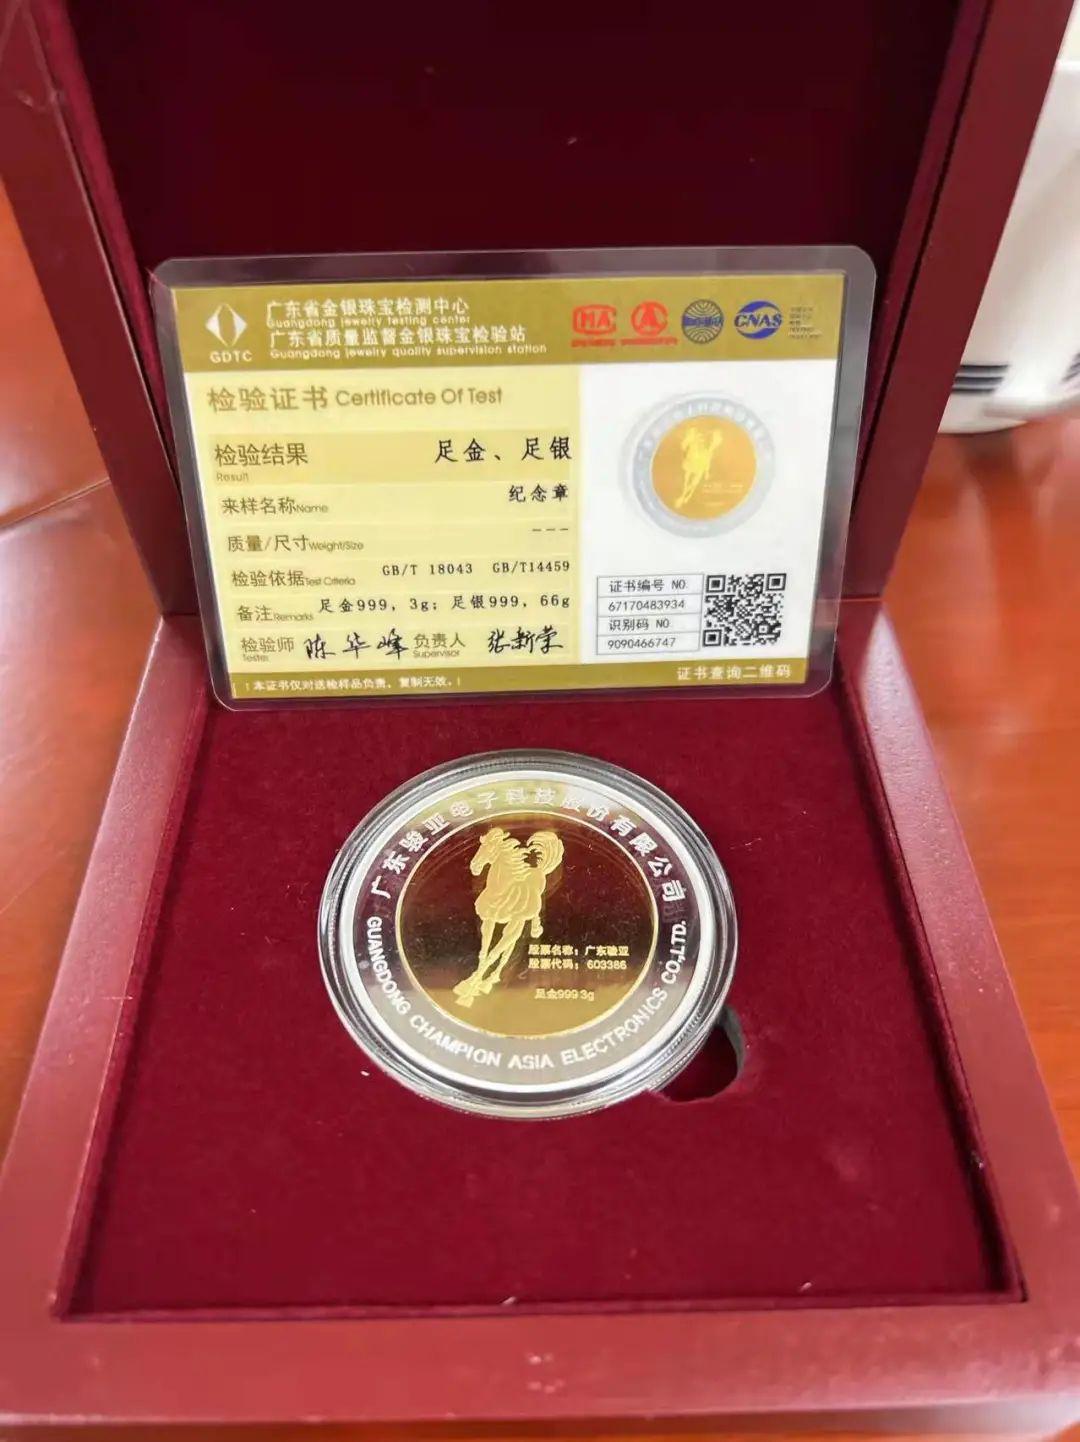 GDTC
广东省金银珠宝检测中心
Guangdong jewelry testing center
广东省质量监督金银珠宝检验站
Guangdong jewelry quality supervision station
MA
CNAS
检验证书 Certificate Of Test
检验结果 足金、足银
Result
来样名称Name 纪念章
质量/尺寸Weight/Size ---
检验依据Test Criteria GB/T 18043 GB/T14459
备注Remarks 足金999，3g；足银999，66g
检验师 陈华峰 负责人 张新荣
Tester Supervisor
！本证书仅对送检样品负责，复制无效。！
证书编号 NO.
67170483934
识别码 NO.
9090466747
证书查询二维码
广东骏亚电子科技股份有限公司
股票名称：广东骏亚
股票代码：603386
足金999 3g
GUANGDONG CHAMPION ASIA ELECTRONICS CO.,LTD.